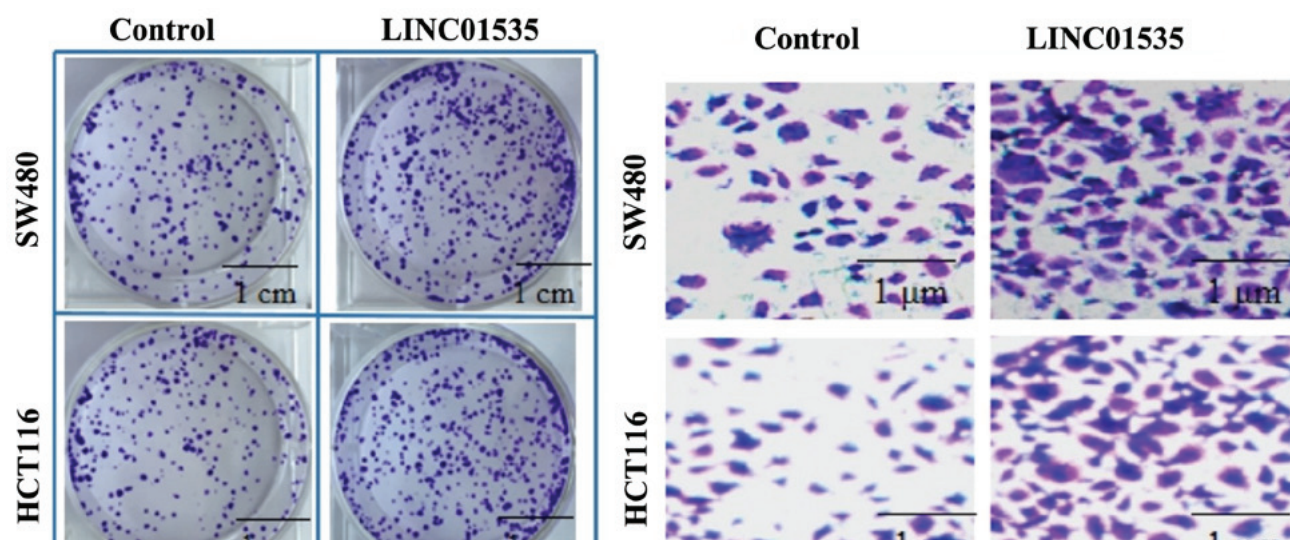 Control LINC01535
Control LINC01535
SW480
1 cm
1 cm
SW480
1 µm
1 µm
HCT116
HCT116